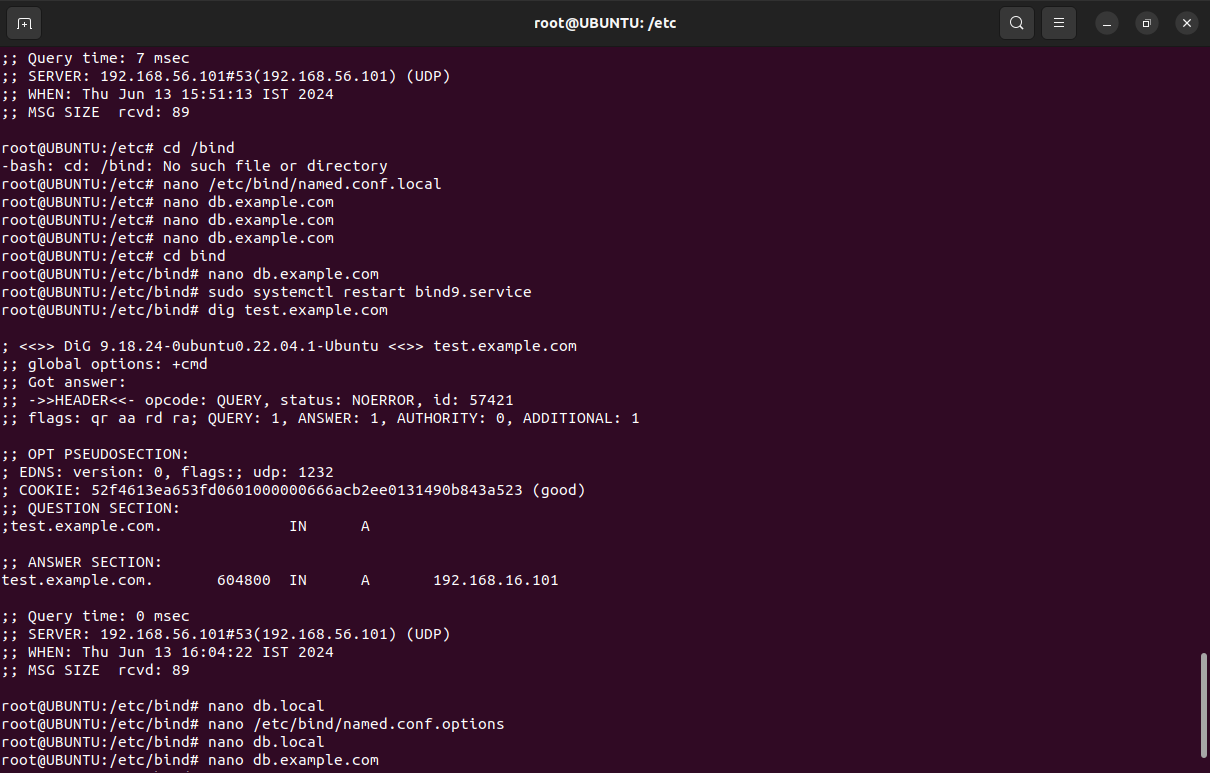 root@UBUNTU: /etc
;; Query time: 7 msec
;; SERVER: 192.168.56.101#53(192.168.56.101) (UDP)
;; WHEN: Thu Jun 13 15:51:13 IST 2024
;; MSG SIZE  rcvd: 89
root@UBUNTU:/etc# cd /bind
-bash: cd: /bind: No such file or directory
root@UBUNTU:/etc# nano /etc/bind/named.conf.local
root@UBUNTU:/etc# nano db.example.com
root@UBUNTU:/etc# nano db.example.com
root@UBUNTU:/etc# nano db.example.com
root@UBUNTU:/etc# cd bind
root@UBUNTU:/etc/bind# nano db.example.com
root@UBUNTU:/etc/bind# sudo systemctl restart bind9.service
root@UBUNTU:/etc/bind# dig test.example.com
; <<>> DiG 9.18.24-0ubuntu0.22.04.1-Ubuntu <<>> test.example.com
;; global options: +cmd
;; Got answer:
;; ->>HEADER<<- opcode: QUERY, status: NOERROR, id: 57421
;; flags: qr aa rd ra; QUERY: 1, ANSWER: 1, AUTHORITY: 0, ADDITIONAL: 1
;; OPT PSEUDOSECTION:
; EDNS: version: 0, flags:; udp: 1232
; COOKIE: 52f4613ea653fd0601000000666acb2ee0131490b843a523 (good)
;; QUESTION SECTION:
;test.example.com.              IN      A
;; ANSWER SECTION:
test.example.com.       604800  IN      A       192.168.16.101
;; Query time: 0 msec
;; SERVER: 192.168.56.101#53(192.168.56.101) (UDP)
;; WHEN: Thu Jun 13 16:04:22 IST 2024
;; MSG SIZE  rcvd: 89
root@UBUNTU:/etc/bind# nano db.local
root@UBUNTU:/etc/bind# nano /etc/bind/named.conf.options
root@UBUNTU:/etc/bind# nano db.local
root@UBUNTU:/etc/bind# nano db.example.com